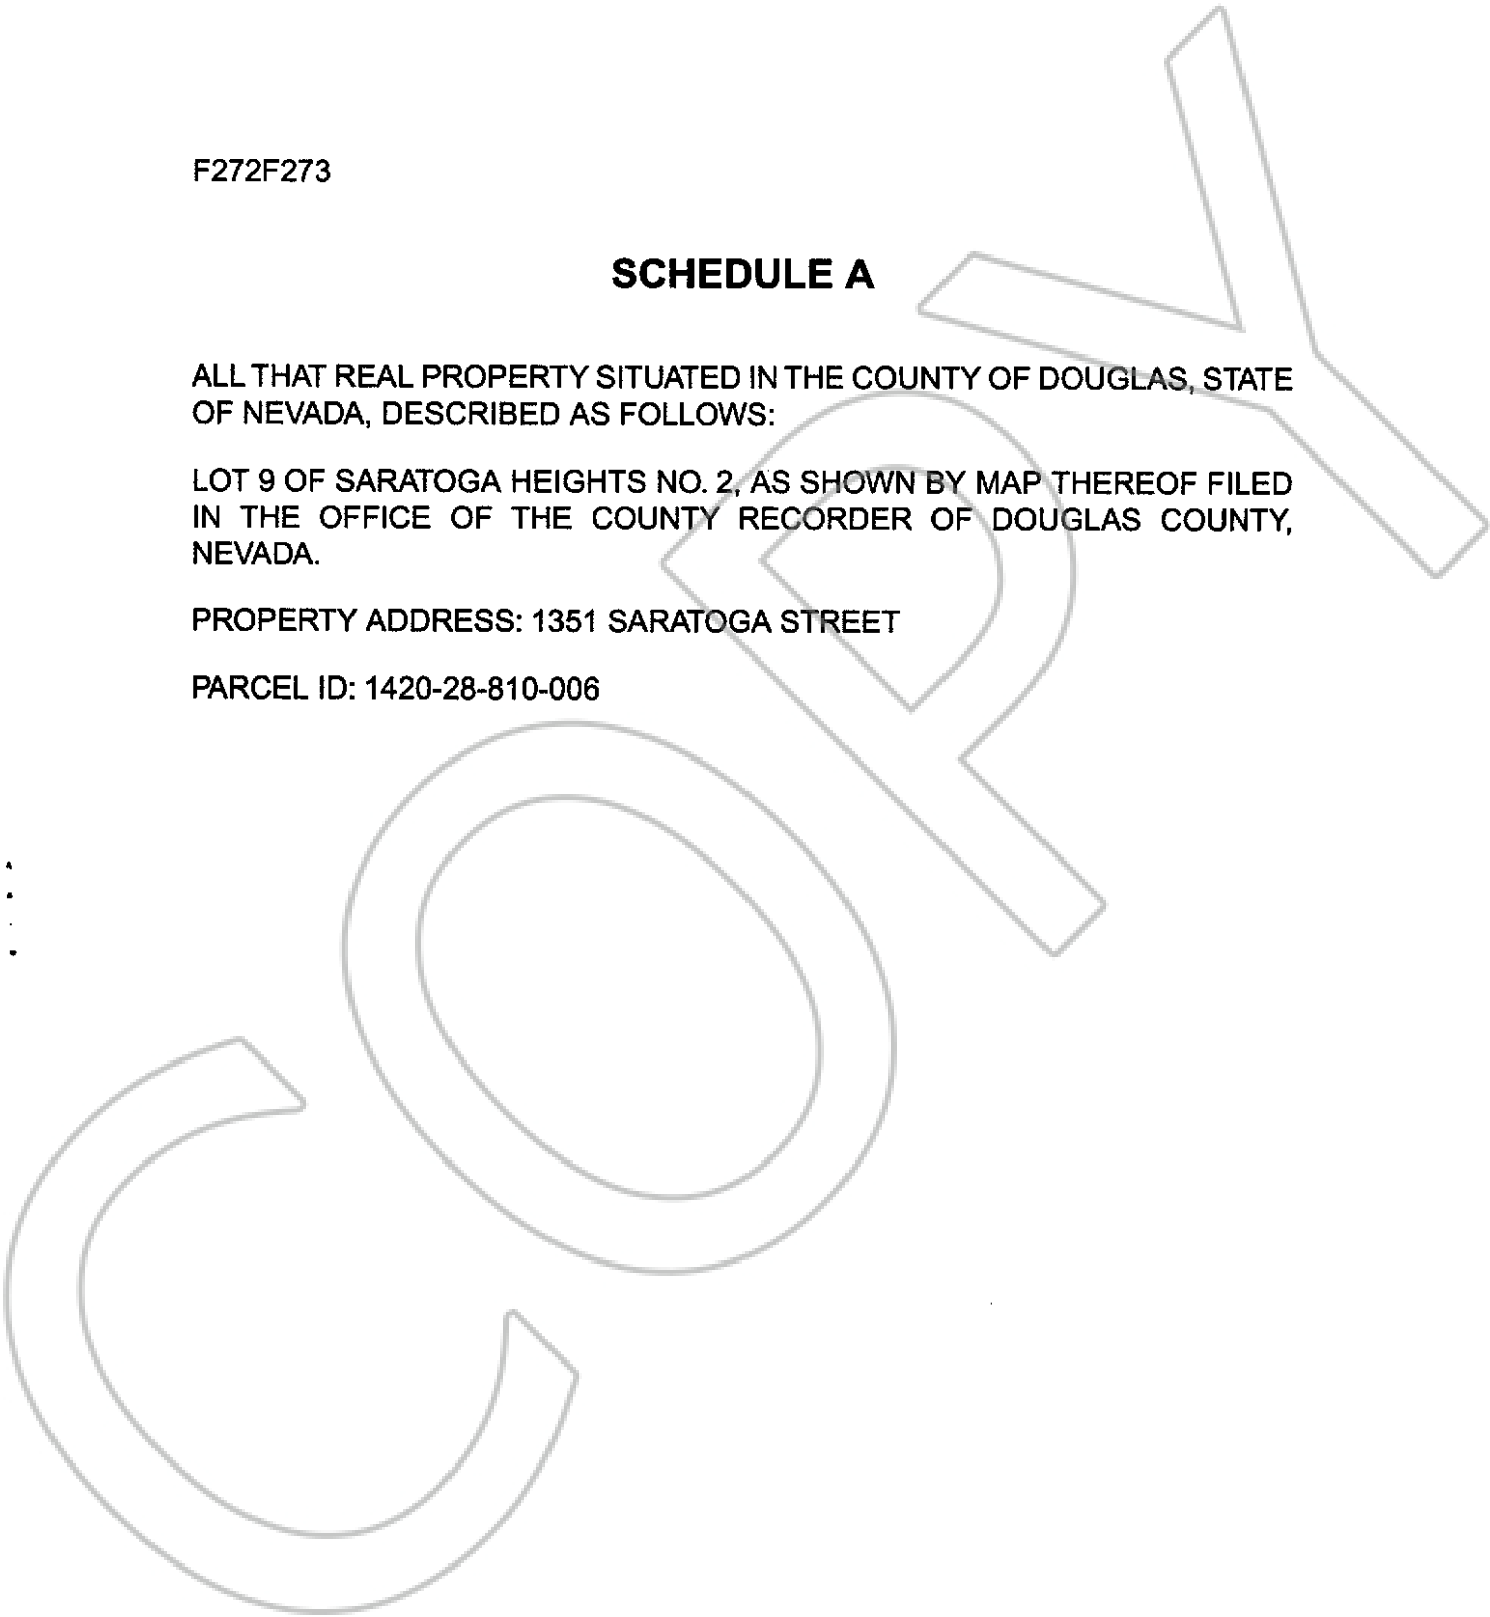 F272F273
SCHEDULE A
ALL THAT REAL PROPERTY SITUATED IN THE COUNTY OF DOUGLAS, STATE
OF NEVADA, DESCRIBED AS FOLLOWS:
LOT 9 OF SARATOGA HEIGHTS NO. 2, AS SHOWN BY MAP THEREOF FILED
IN THE OFFICE OF THE COUNTY RECORDER OF DOUGLAS COUNTY,
NEVADA.
PROPERTY ADDRESS: 1351 SARATOGA STREET
PARCEL ID: 1420-28-810-006
COPY